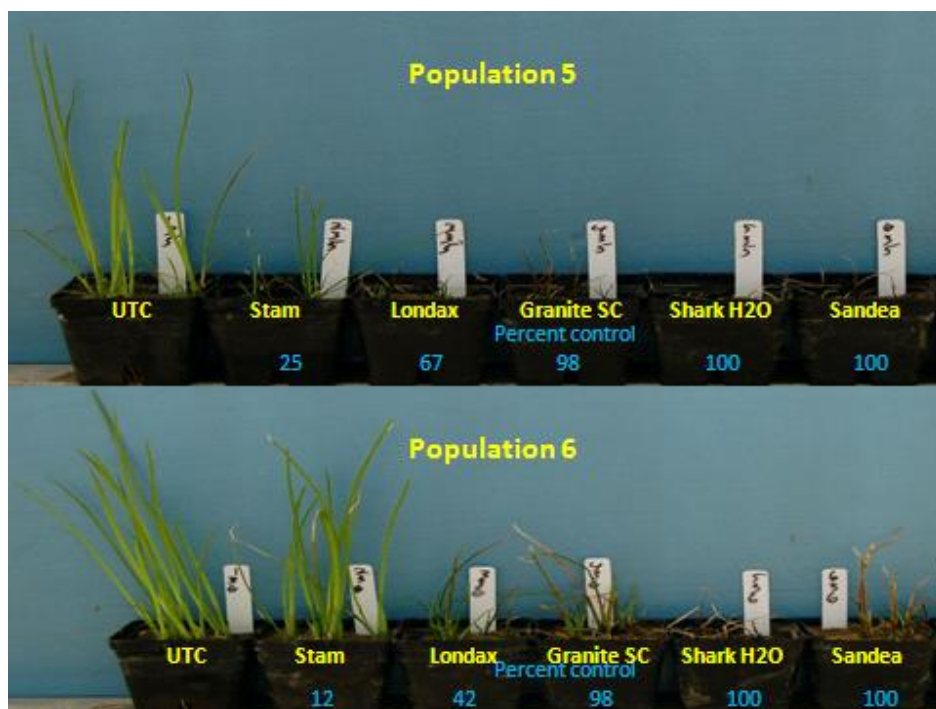 Population 5
UTC Stam Londax Granite SC Shark H2O Sandea
Percent control
25 67 98 100 100
Population 6
UTC Stam Londax Granite SC Shark H2O Sandea
Percent control
12 42 98 100 100